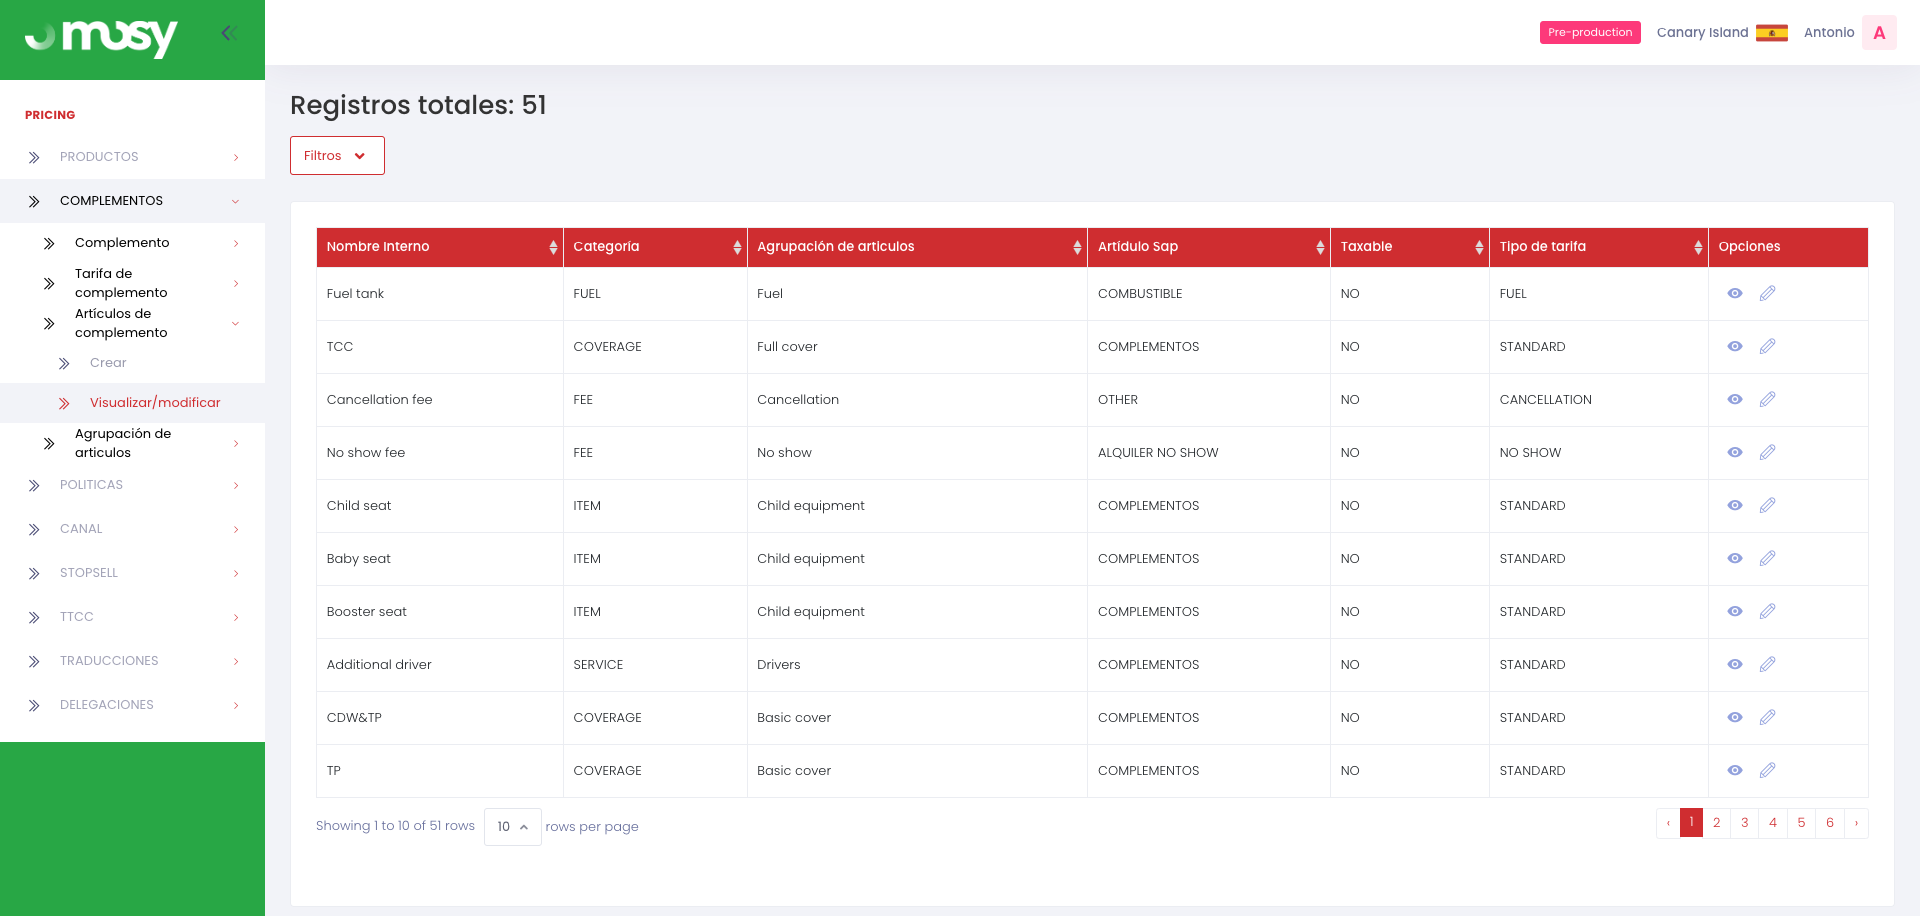 mosy
Pre-production Canary Island Antonio A
PRICING
PRODUCTOS
COMPLEMENTOS
Complemento
Tarifa de
complemento
Artículos de
complemento
Crear
Visualizar/modificar
Agrupación de
articulos
POLITICAS
CANAL
STOPSELL
TTCC
TRADUCCIONES
DELEGACIONES
Registros totales: 51
Filtros
Nombre Interno Categoría Agrupación de articulos Artídulo Sap Taxable Tipo de tarifa Opciones
Fuel tank FUEL Fuel COMBUSTIBLE NO FUEL
TCC COVERAGE Full cover COMPLEMENTOS NO STANDARD
Cancellation fee FEE Cancellation OTHER NO CANCELLATION
No show fee FEE No show ALQUILER NO SHOW NO NO SHOW
Child seat ITEM Child equipment COMPLEMENTOS NO STANDARD
Baby seat ITEM Child equipment COMPLEMENTOS NO STANDARD
Booster seat ITEM Child equipment COMPLEMENTOS NO STANDARD
Additional driver SERVICE Drivers COMPLEMENTOS NO STANDARD
CDW&TP COVERAGE Basic cover COMPLEMENTOS NO STANDARD
TP COVERAGE Basic cover COMPLEMENTOS NO STANDARD
Showing 1 to 10 of 51 rows 10 rows per page
‹ 1 2 3 4 5 6 ›